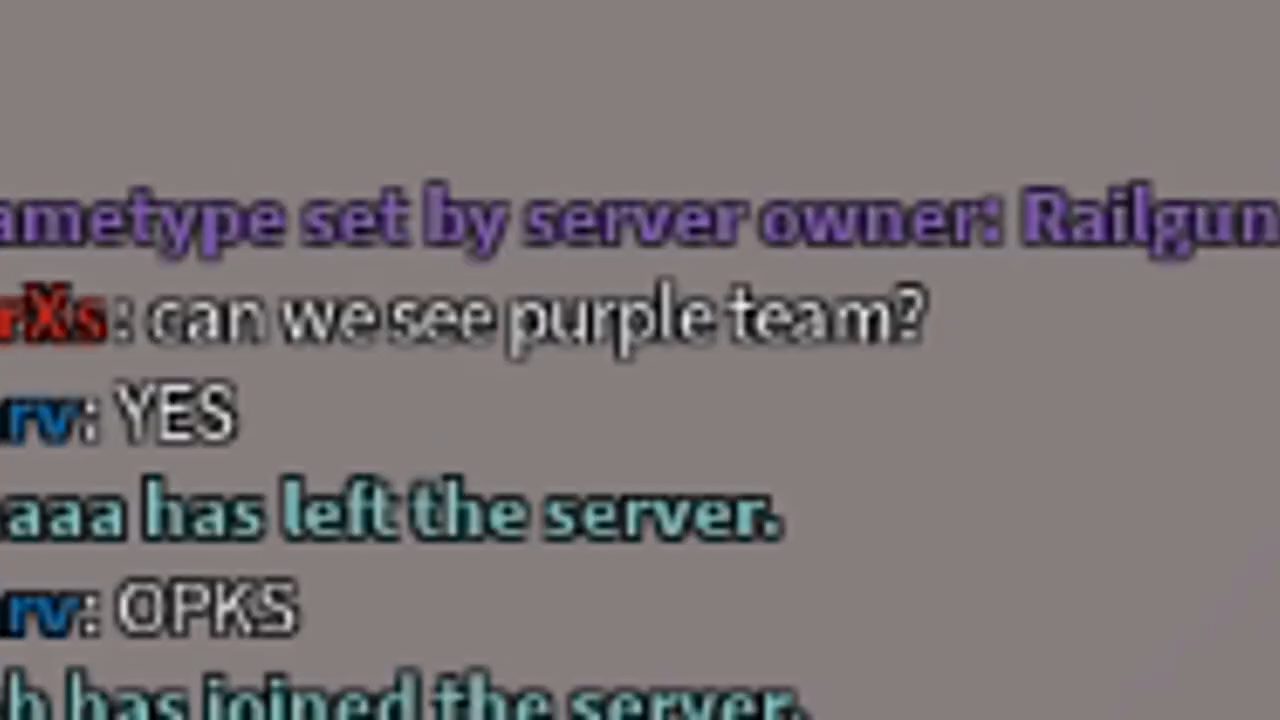 ametype set by server owner: Railgun
rXs: can we see purple team?
rv: YES
aaa has left the server.
rv: OPKS
h has joined the server.